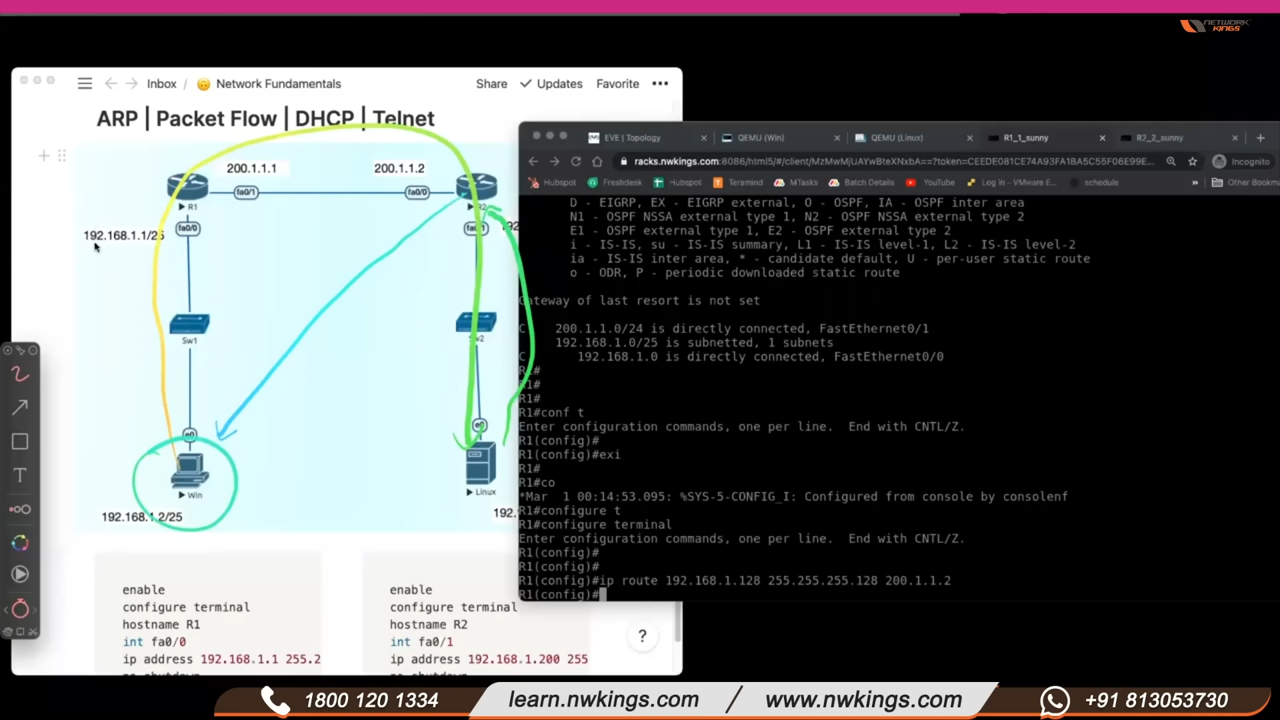 NETWORK
KINGS
Inbox / Network Fundamentals
Share Updates Favorite
ARP | Packet Flow | DHCP | Telnet
200.1.1.1
200.1.1.2
fa0/1
fa0/0
R1
fa0/0
192.168.1.1/25
Sw1
Sw2
e0
e0
Win
Linux
192.168.1.2/25
192.
enable
configure terminal
hostname R1
int fa0/0
ip address 192.168.1.1 255.2
enable
configure terminal
hostname R2
int fa0/1
ip address 192.168.1.200 255
?
T
EVE | Topology
QEMU (Win)
QEMU (Linux)
R1_1_sunny
R2_2_sunny
Incognito
Hubspot
Freshdesk
Hubspot
Teramind
MTasks
Batch Details
YouTube
Log in - VMware E...
schedule
»
Other Bookma
D - EIGRP, EX - EIGRP external, O - OSPF, IA - OSPF inter area
N1 - OSPF NSSA external type 1, N2 - OSPF NSSA external type 2
E1 - OSPF external type 1, E2 - OSPF external type 2
i - IS-IS, su - IS-IS summary, L1 - IS-IS level-1, L2 - IS-IS level-2
ia - IS-IS inter area, * - candidate default, U - per-user static route
o - ODR, P - periodic downloaded static route
Gateway of last resort is not set
C 200.1.1.0/24 is directly connected, FastEthernet0/1
192.168.1.0/25 is subnetted, 1 subnets
C 192.168.1.0 is directly connected, FastEthernet0/0
R1#
R1#
R1#
R1#conf t
Enter configuration commands, one per line. End with CNTL/Z.
R1(config)#
R1(config)#exi
R1#
R1#co
*Mar 1 00:14:53.095: %SYS-5-CONFIG_I: Configured from console by consolenf
R1#configure t
R1#configure terminal
Enter configuration commands, one per line. End with CNTL/Z.
R1(config)#
R1(config)#
R1(config)#ip route 192.168.1.128 255.255.255.128 200.1.1.2
R1(config)#
1800 120 1334
learn.nwkings.com / www.nwkings.com
+91 813053730